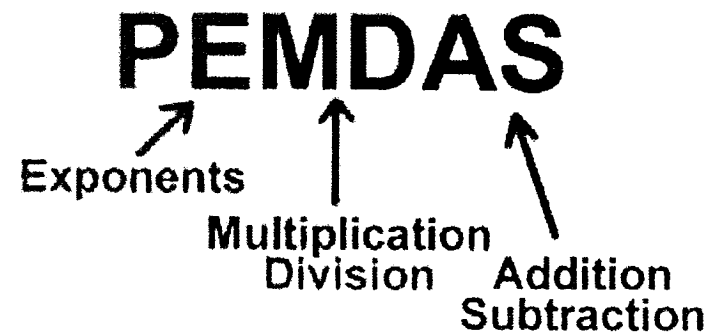 PEMDAS
Exponents
Multiplication
Division
Addition
Subtraction